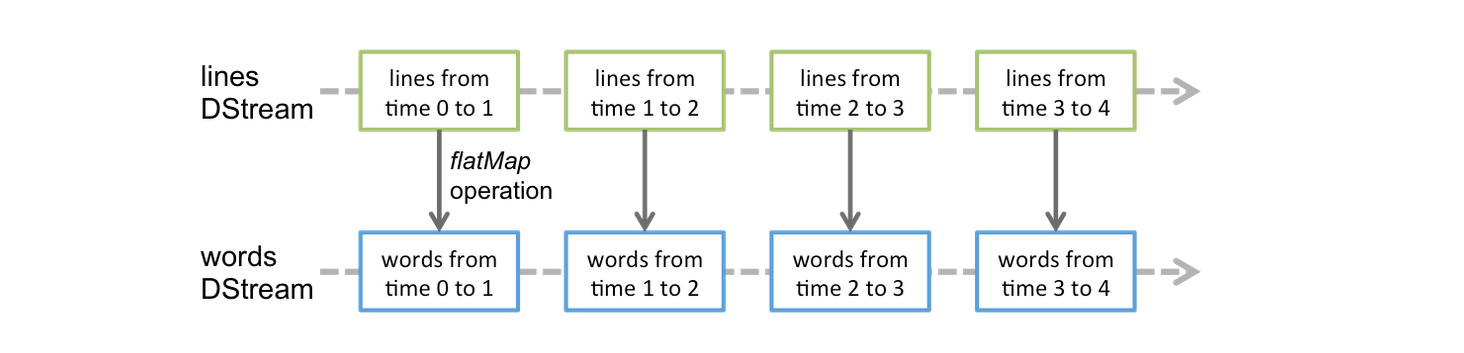 lines
DStream
lines from
time 0 to 1
lines from
time 1 to 2
lines from
time 2 to 3
lines from
time 3 to 4
flatMap
operation
words
DStream
words from
time 0 to 1
words from
time 1 to 2
words from
time 2 to 3
words from
time 3 to 4